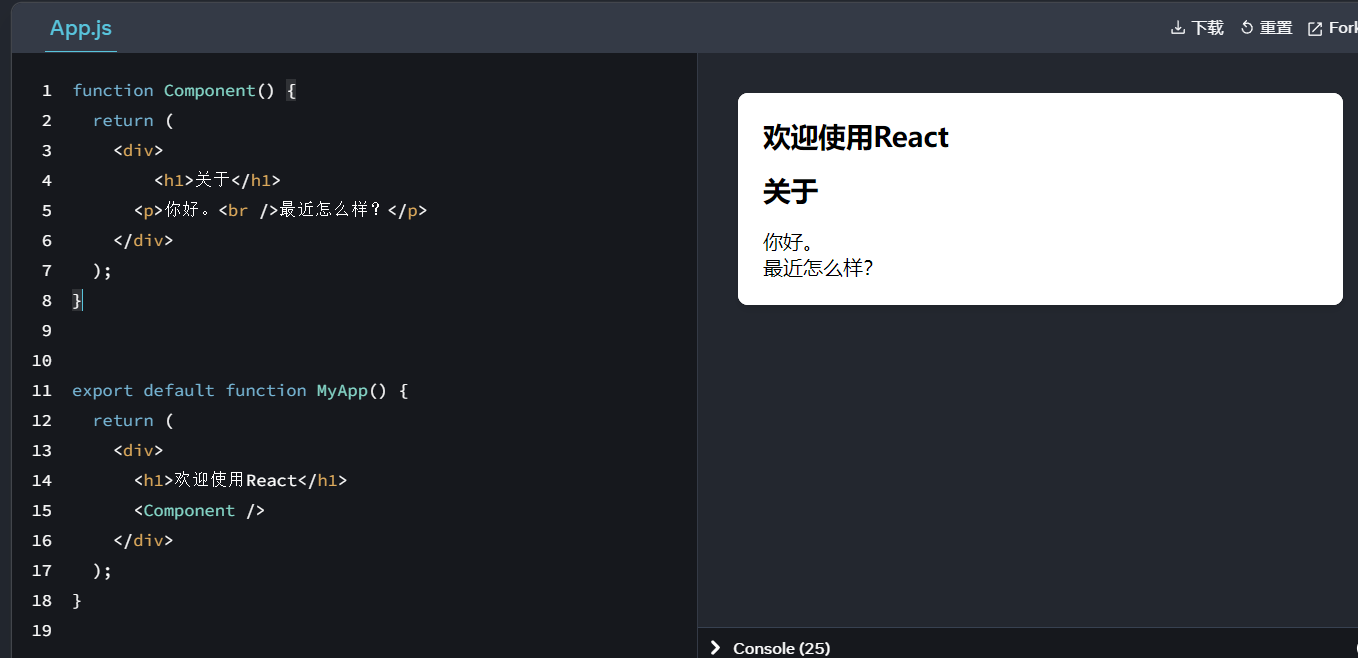 App.js
下载 重置 Fork
1 function Component() {
2   return (
3     <div>
4         <h1>关于</h1>
5       <p>你好。<br />最近怎么样？</p>
6     </div>
7   );
8 }
9
10
11 export default function MyApp() {
12   return (
13     <div>
14       <h1>欢迎使用React</h1>
15       <Component />
16     </div>
17   );
18 }
19
欢迎使用React
关于
你好。
最近怎么样？
Console (25)